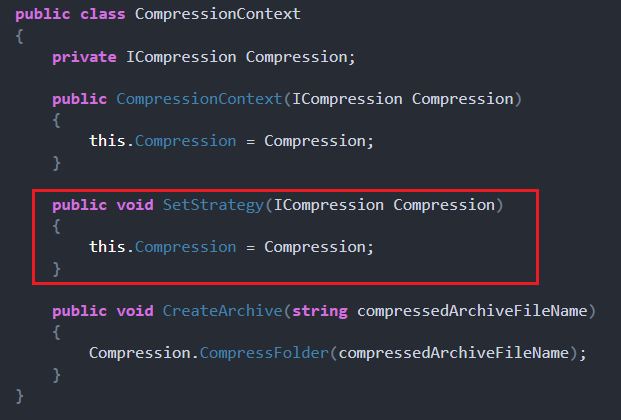 public class CompressionContext
{
    private ICompression Compression;

    public CompressionContext(ICompression Compression)
    {
        this.Compression = Compression;
    }

    public void SetStrategy(ICompression Compression)
    {
        this.Compression = Compression;
    }

    public void CreateArchive(string compressedArchiveFileName)
    {
        Compression.CompressFolder(compressedArchiveFileName);
    }
}